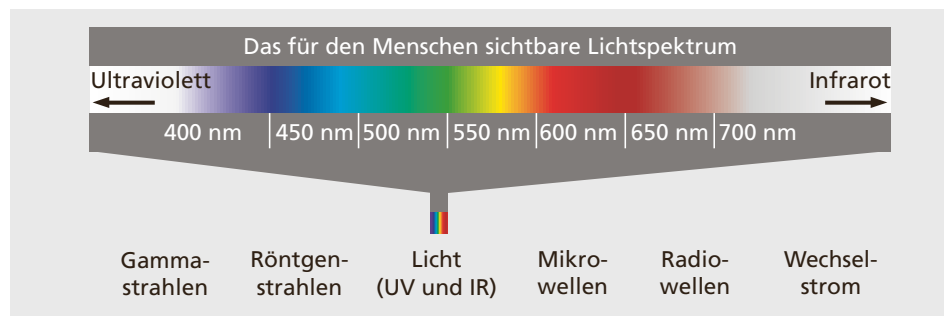 Das für den Menschen sichtbare Lichtspektrum
Ultraviolett Infrarot
400 nm 450 nm 500 nm 550 nm 600 nm 650 nm 700 nm
Gamma- Röntgen- Licht Mikro- Radio- Wechsel-
strahlen strahlen (UV und IR) wellen wellen strom